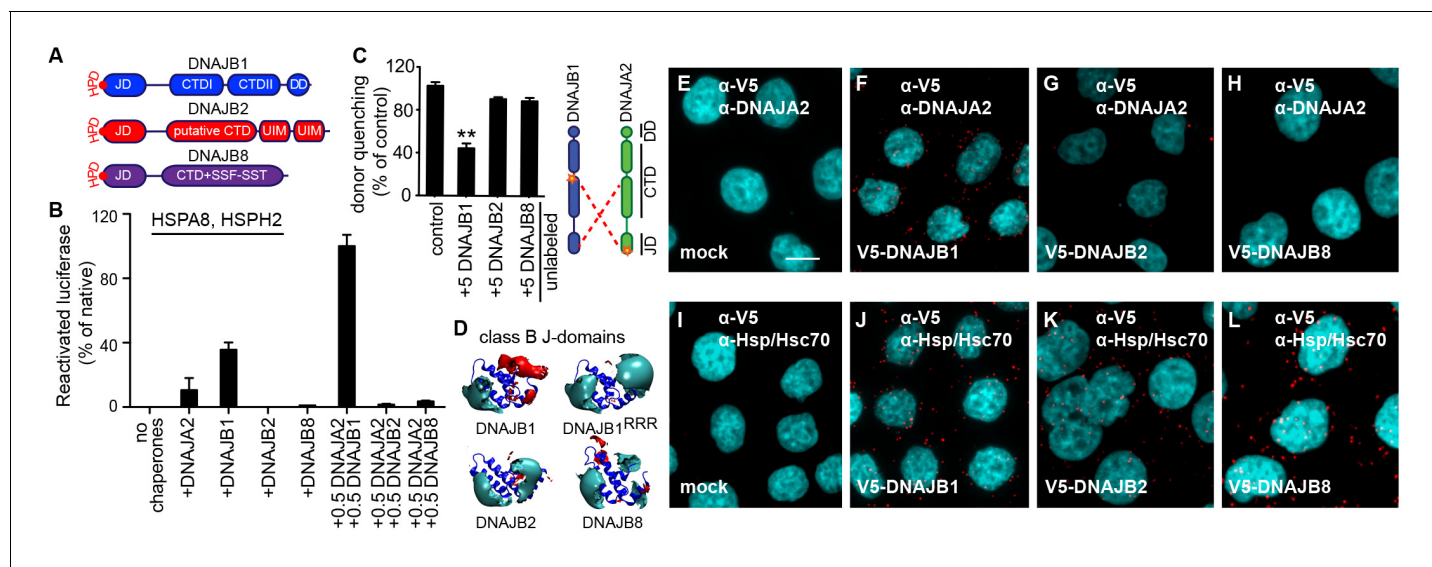 A
DNAJB1
HPD JD CTDI CTDII DD
DNAJB2
HPD JD putative CTD UIM UIM
DNAJB8
HPD JD CTD+SSF-SST
B
Reactivated luciferase
(% of native)
120
80
40
0
HSPA8, HSPH2
no
chaperones
+DNAJA2
+DNAJB1
+DNAJB2
+DNAJB8
+0.5 DNAJA2
+0.5 DNAJB1
+0.5 DNAJA2
+0.5 DNAJB2
+0.5 DNAJA2
+0.5 DNAJB8
C
donor quenching
(% of control)
120
80
40
0
**
control
+5 DNAJB1
+5 DNAJB2
+5 DNAJB8
unlabeled
DNAJB1
DNAJA2
DD
CTD
JD
D
class B J-domains
DNAJB1
DNAJB1RRR
DNAJB2
DNAJB8
E
α-V5
α-DNAJA2
mock
F
α-V5
α-DNAJA2
V5-DNAJB1
G
α-V5
α-DNAJA2
V5-DNAJB2
H
α-V5
α-DNAJA2
V5-DNAJB8
I
α-V5
α-Hsp/Hsc70
mock
J
α-V5
α-Hsp/Hsc70
V5-DNAJB1
K
α-V5
α-Hsp/Hsc70
V5-DNAJB2
L
α-V5
α-Hsp/Hsc70
V5-DNAJB8